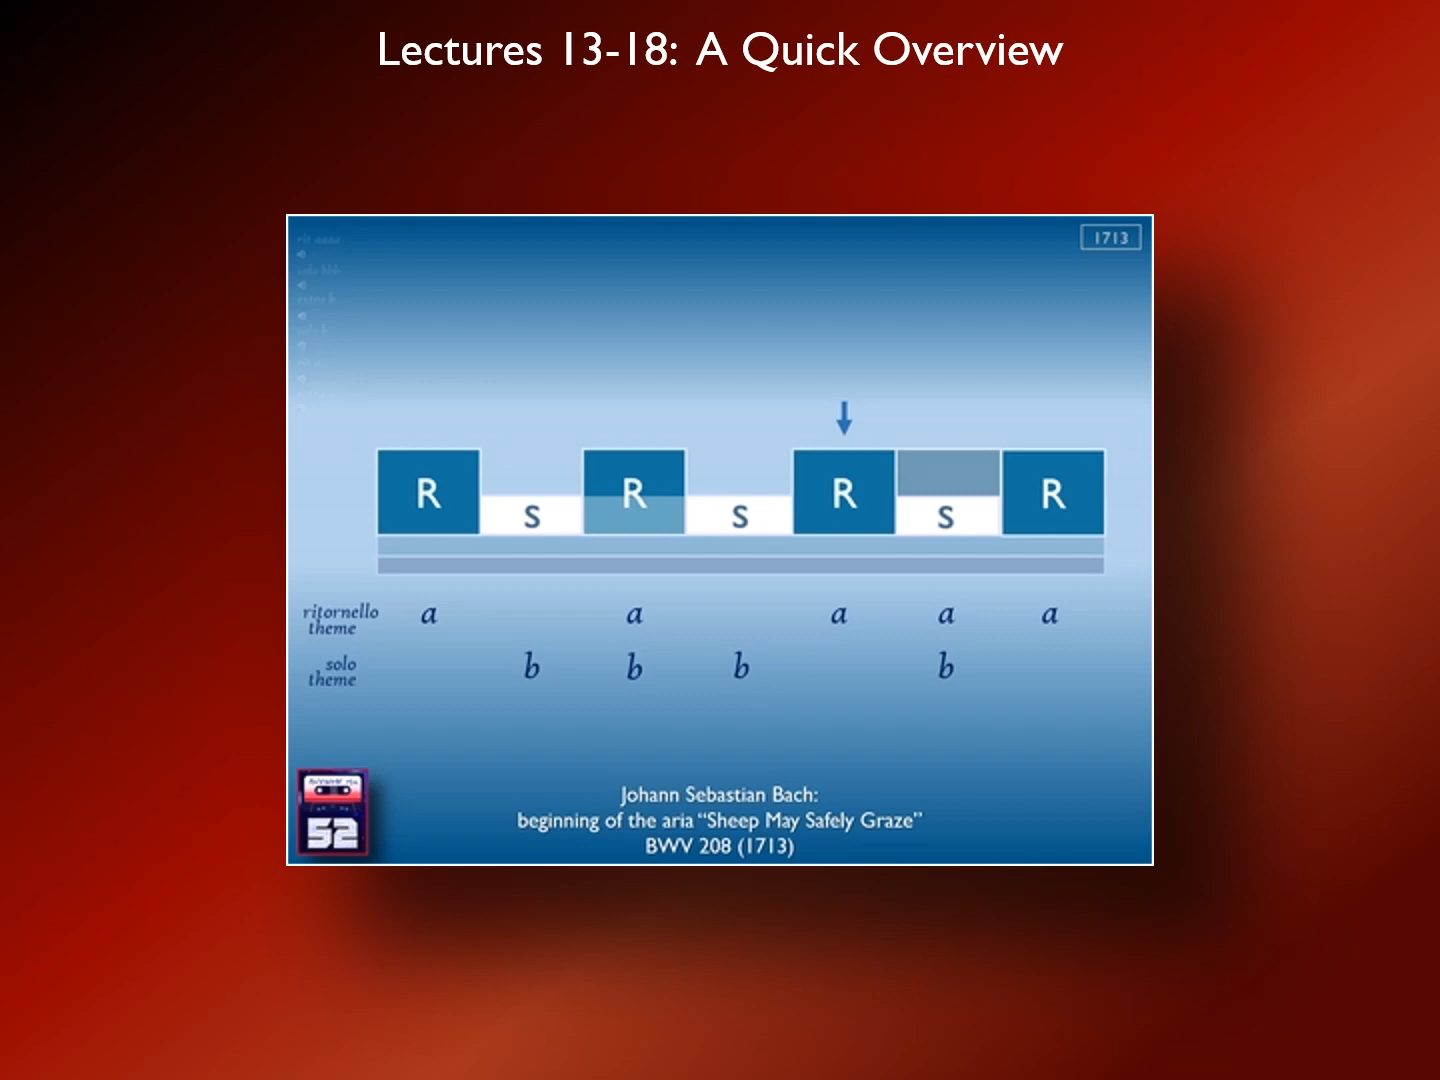 Lectures 13-18: A Quick Overview
1713
R S R S R S R
ritornello theme a a a a a
solo theme b b b b
52
Johann Sebastian Bach:
beginning of the aria “Sheep May Safely Graze”
BWV 208 (1713)